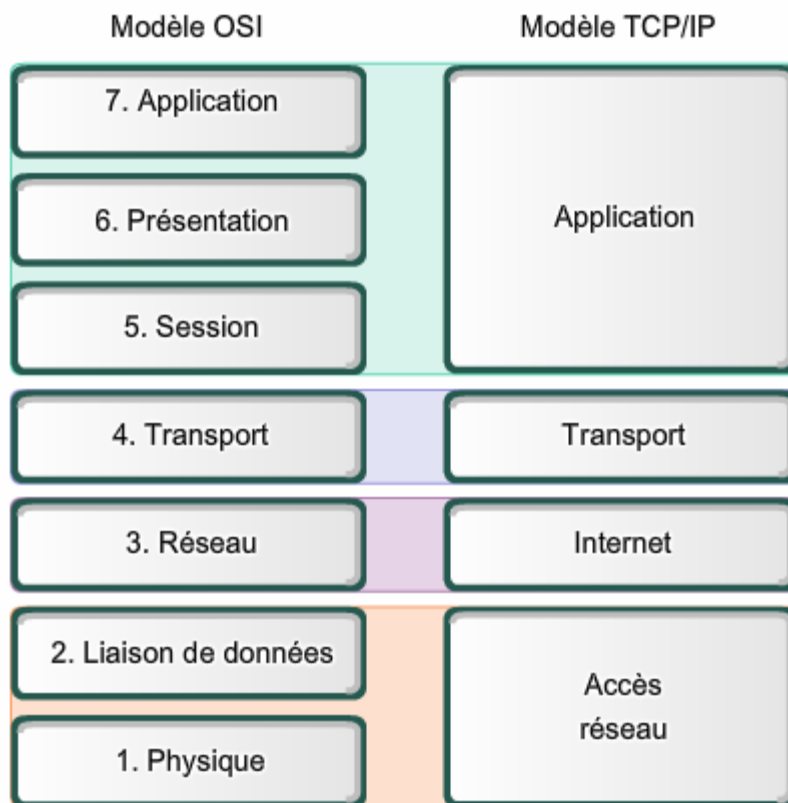 Modèle OSI
Modèle TCP/IP
7. Application
6. Présentation
5. Session
Application
4. Transport
Transport
3. Réseau
Internet
2. Liaison de données
1. Physique
Accès
réseau